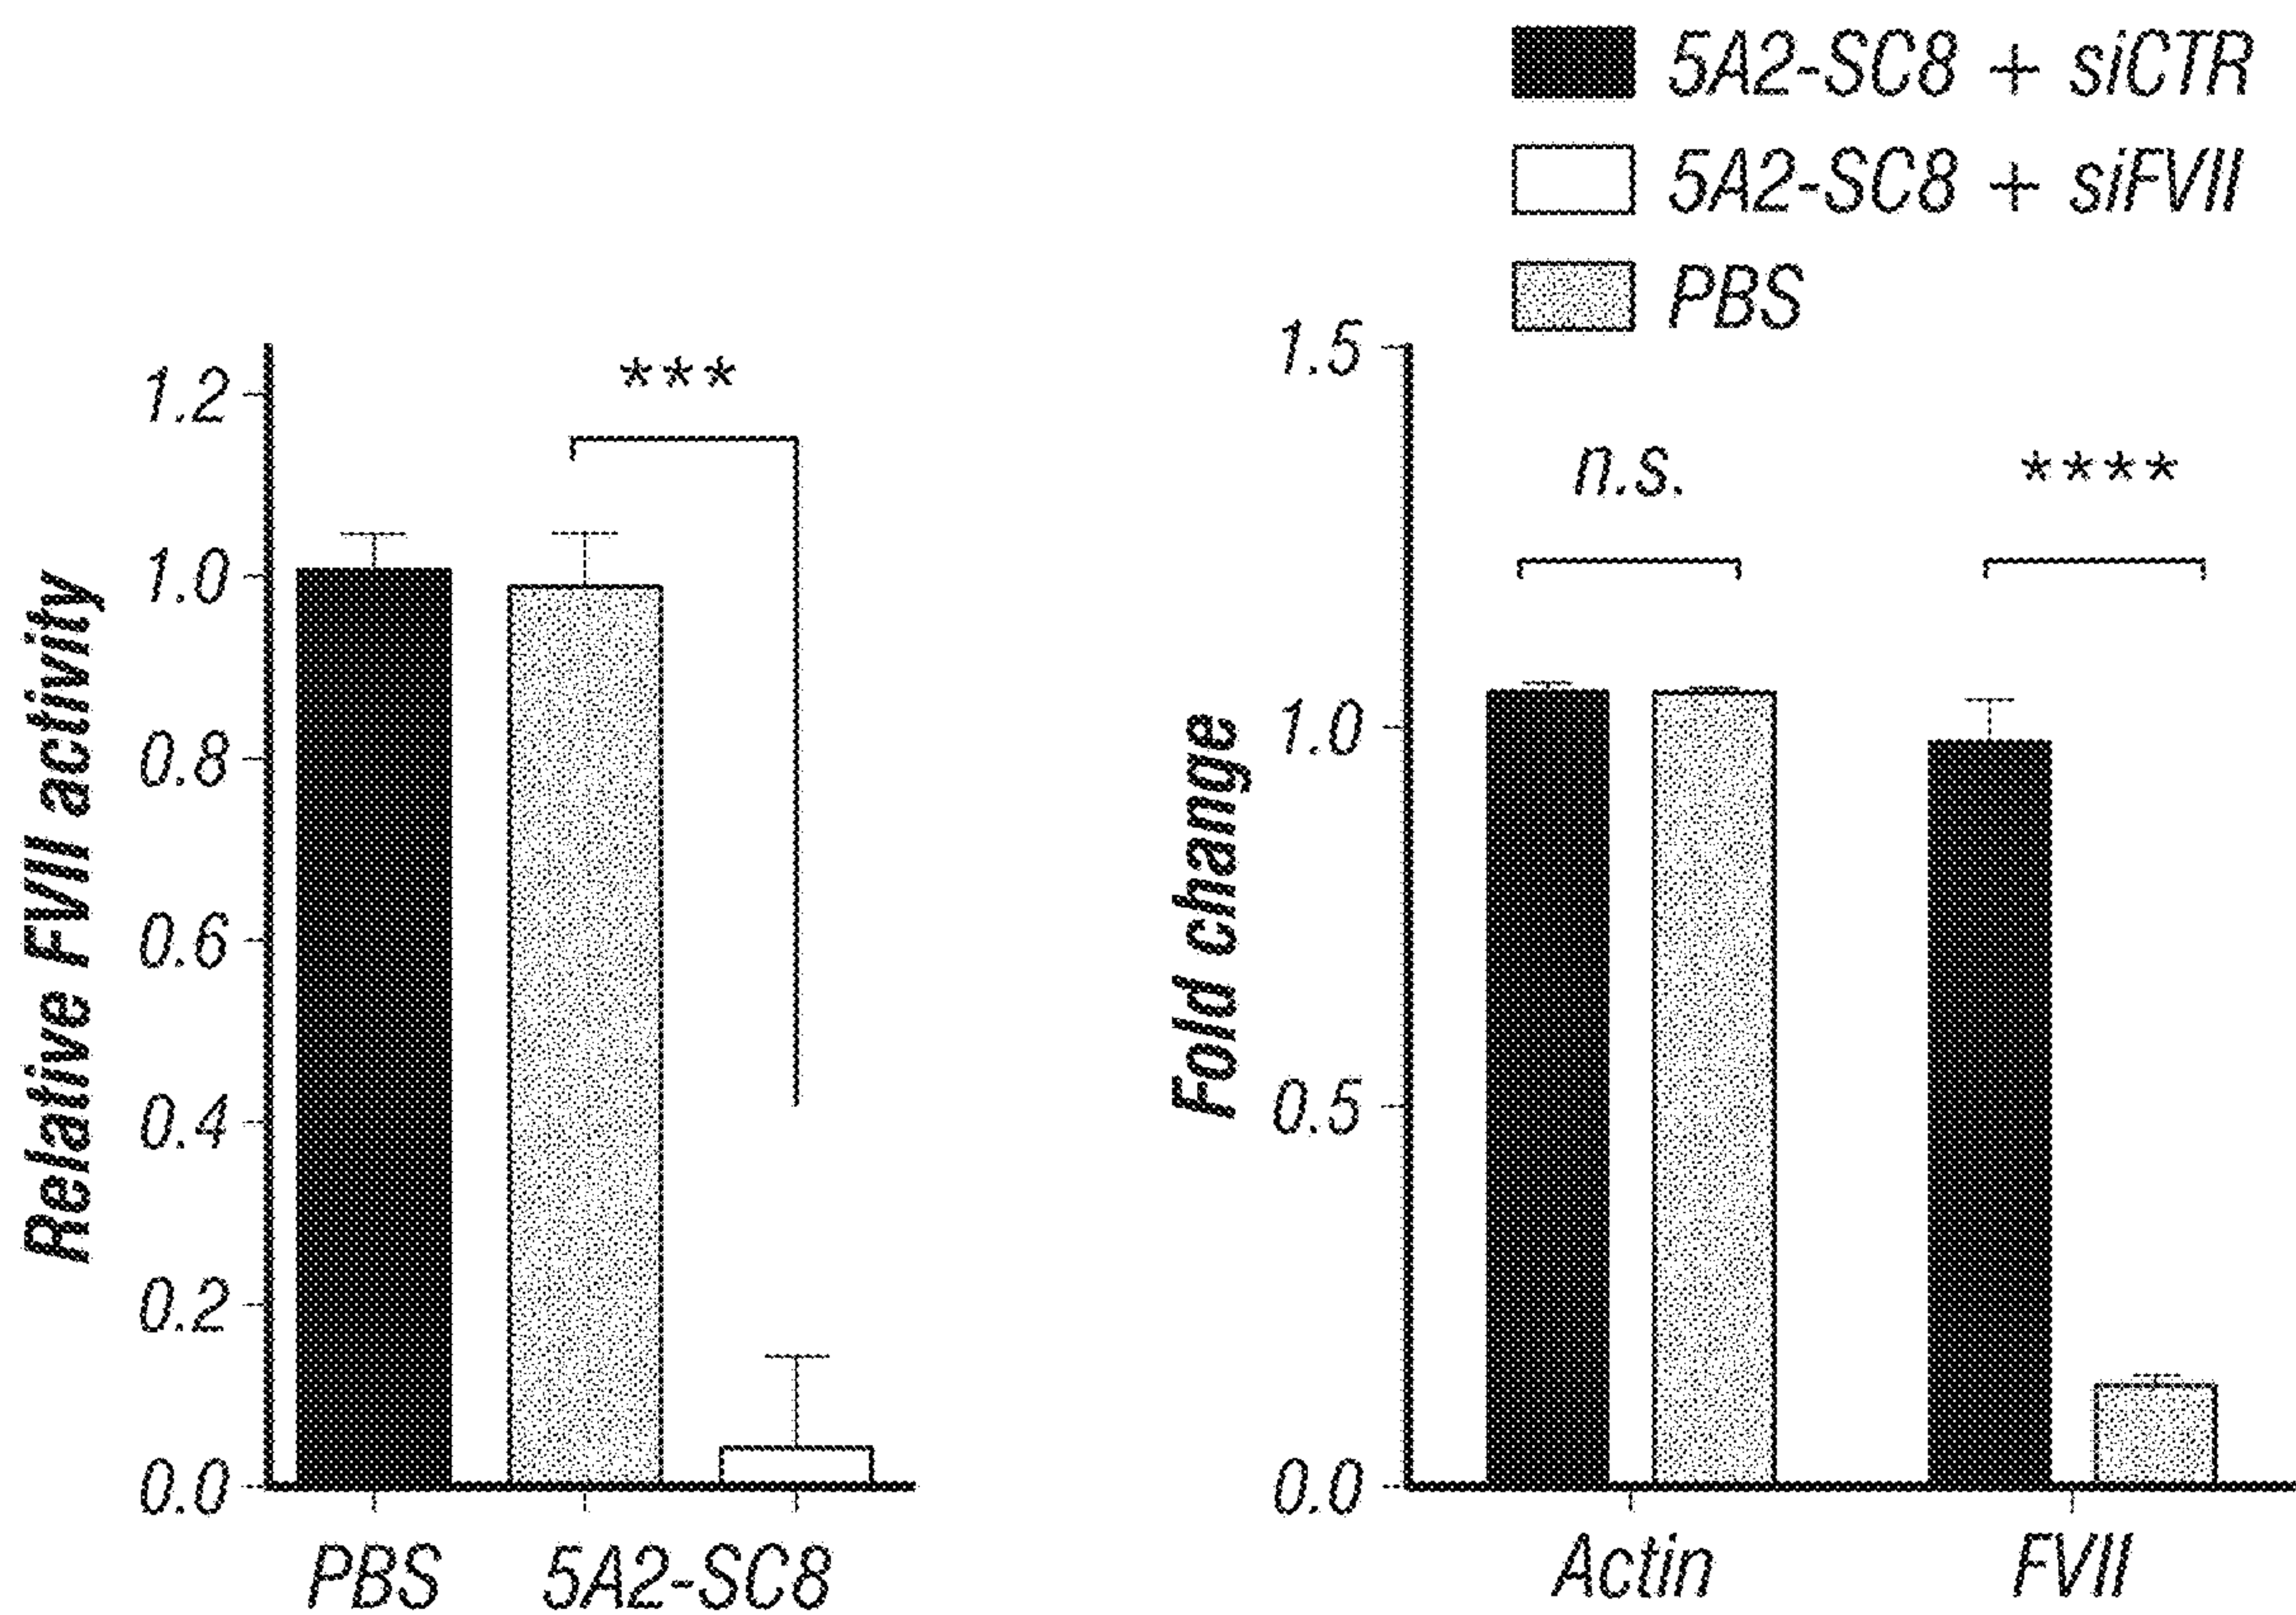 5A2-SC8 + siCTR
5A2-SC8 + siFVII
PBS
Relative FVII activity
1.2
1.0
0.8
0.6
0.4
0.2
0.0
***
PBS
5A2-SC8
Fold change
1.5
1.0
0.5
0.0
n.s.
****
Actin
FVII